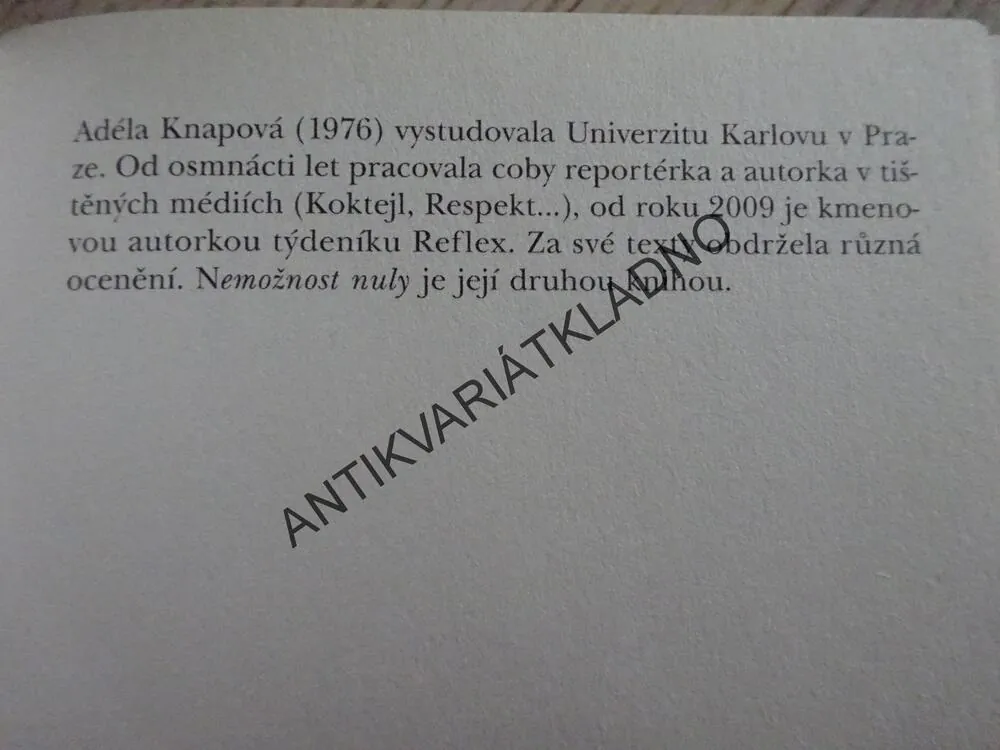 Adéla Knapová (1976) vystudovala Univerzitu Karlovu v Pra-
ze. Od osmnácti let pracovala coby reportérka a autorka v tiš-
těných médiích (Koktejl, Respekt...), od roku 2009 je kmeno-
vou autorkou týdeníku Reflex. Za své texty obdržela různá
ocenění. Nemožnost nuly je její druhou knihou.
ANTIKVARIÁTKLADNO